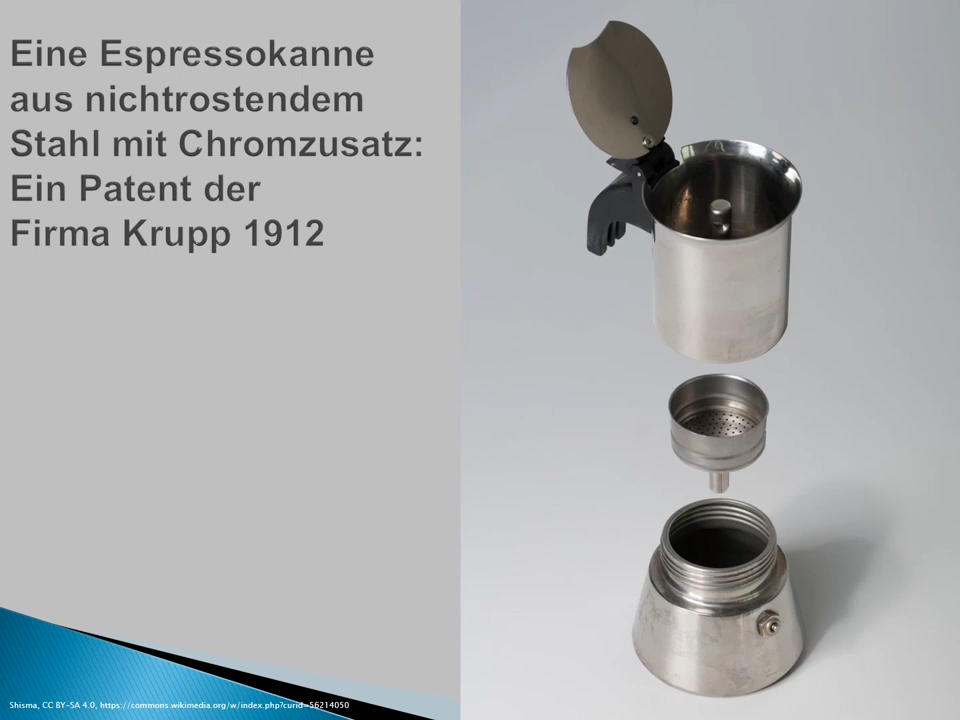 Eine Espressokanne
aus nichtrostendem
Stahl mit Chromzusatz:
Ein Patent der
Firma Krupp 1912
Shisma, CC BY-SA 4.0, https://commons.wikimedia.org/w/index.php?curid=56214050